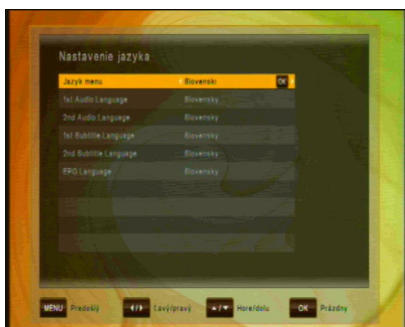 Nastavenie jazyka
Jazyk menu Slovenski OK
1st Audio Language Slovensky
2nd Audio Language Slovensky
1st Subtitle Language Slovensky
2nd Subtitle Language Slovensky
EPG Language Slovensky
MENU Predošlý Ľavý/pravý Hore/dolu OK Prázdny